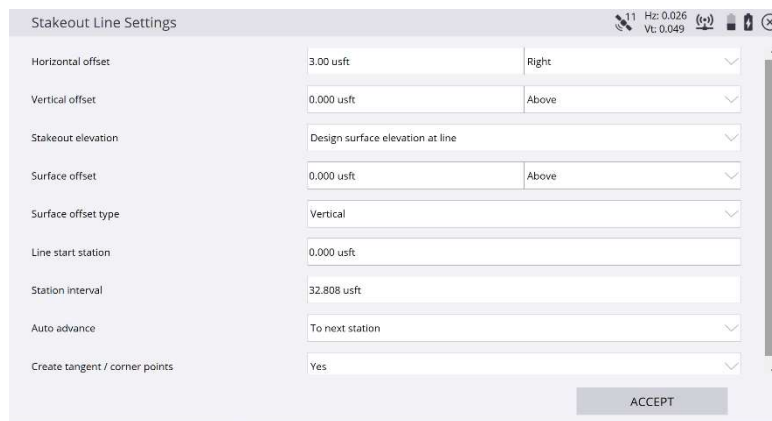 Stakeout Line Settings
11 Hz: 0.026
Vt: 0.049
Horizontal offset 3.00 usft Right
Vertical offset 0.000 usft Above
Stakeout elevation Design surface elevation at line
Surface offset 0.000 usft Above
Surface offset type Vertical
Line start station 0.000 usft
Station interval 32.808 usft
Auto advance To next station
Create tangent / corner points Yes
ACCEPT